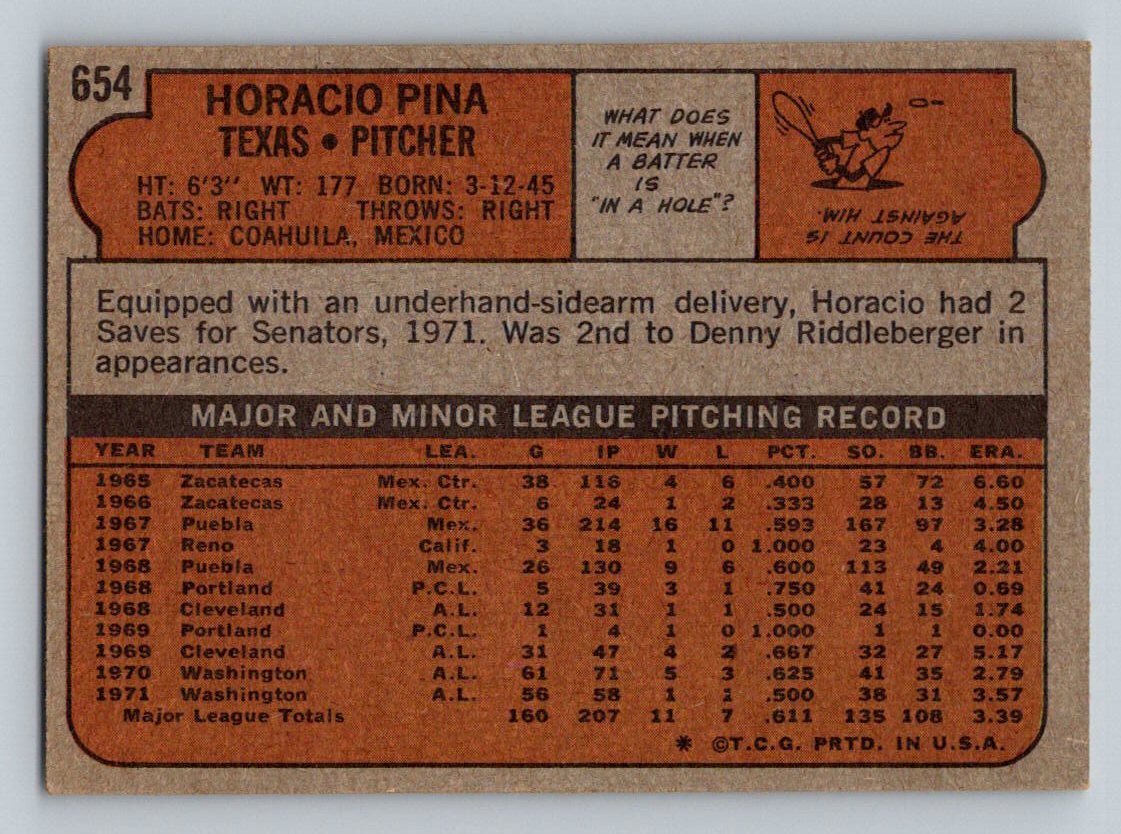 654
HORACIO PINA
TEXAS • PITCHER
HT: 6'3" WT: 177 BORN: 3-12-45
BATS: RIGHT THROWS: RIGHT
HOME: COAHUILA, MEXICO
WHAT DOES
IT MEAN WHEN
A BATTER
IS
"IN A HOLE"?
THE COUNT IS
AGAINST HIM.
Equipped with an underhand-sidearm delivery, Horacio had 2
Saves for Senators, 1971. Was 2nd to Denny Riddleberger in
appearances.
MAJOR AND MINOR LEAGUE PITCHING RECORD
YEAR TEAM LEA. G IP W L PCT. SO. BB. ERA.
1965 Zacatecas Mex. Ctr. 38 116 4 6 .400 57 72 6.60
1966 Zacatecas Mex. Ctr. 6 24 1 2 .333 28 13 4.50
1967 Puebla Mex. 36 214 16 11 .593 167 97 3.28
1967 Reno Calif. 3 18 1 0 1.000 23 4 4.00
1968 Puebla Mex. 26 130 9 6 .600 113 49 2.21
1968 Portland P.C.L. 5 39 3 1 .750 41 24 0.69
1968 Cleveland A.L. 12 31 1 1 .500 24 15 1.74
1969 Portland P.C.L. 1 4 1 0 1.000 1 1 0.00
1969 Cleveland A.L. 31 47 4 2 .667 32 27 5.17
1970 Washington A.L. 61 71 5 3 .625 41 35 2.79
1971 Washington A.L. 56 58 1 1 .500 38 31 3.57
Major League Totals 160 207 11 7 .611 135 108 3.39
* ©T.C.G. PRTD. IN U.S.A.